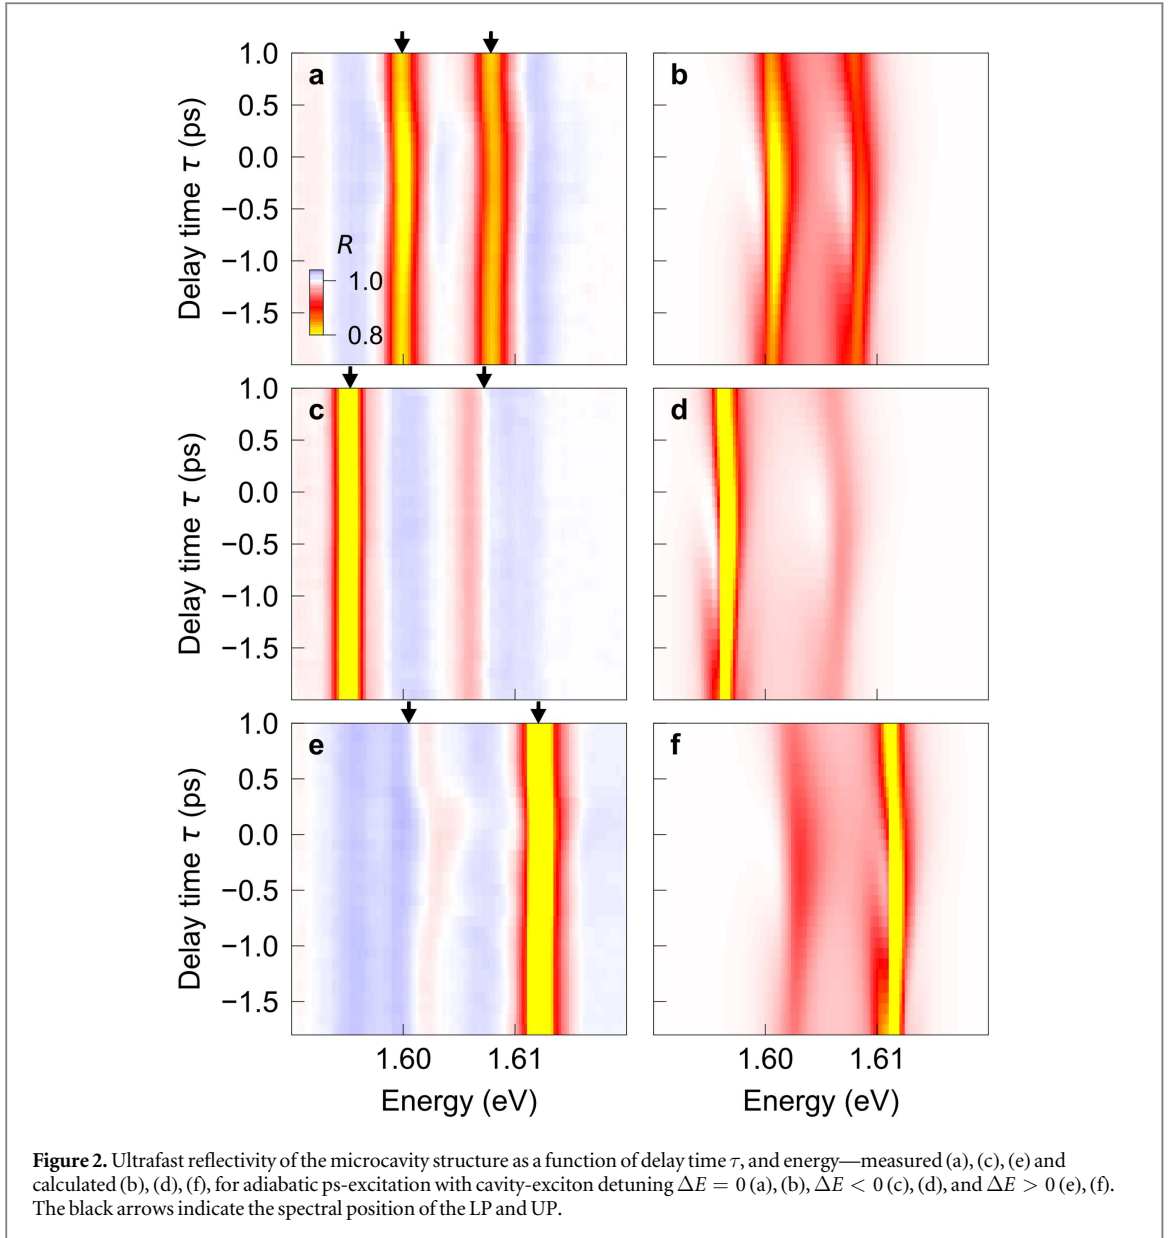 a
b
1.0
0.5
0.0
−0.5
−1.0
−1.5
Delay time τ (ps)
R
1.0
0.8
c
d
1.0
0.5
0.0
−0.5
−1.0
−1.5
Delay time τ (ps)
e
f
1.0
0.5
0.0
−0.5
−1.0
−1.5
Delay time τ (ps)
1.60 1.61 1.60 1.61
Energy (eV) Energy (eV)
Figure 2. Ultrafast reflectivity of the microcavity structure as a function of delay time τ, and energy—measured (a), (c), (e) and
calculated (b), (d), (f), for adiabatic ps-excitation with cavity-exciton detuning ΔE = 0 (a), (b), ΔE < 0 (c), (d), and ΔE > 0 (e), (f).
The black arrows indicate the spectral position of the LP and UP.